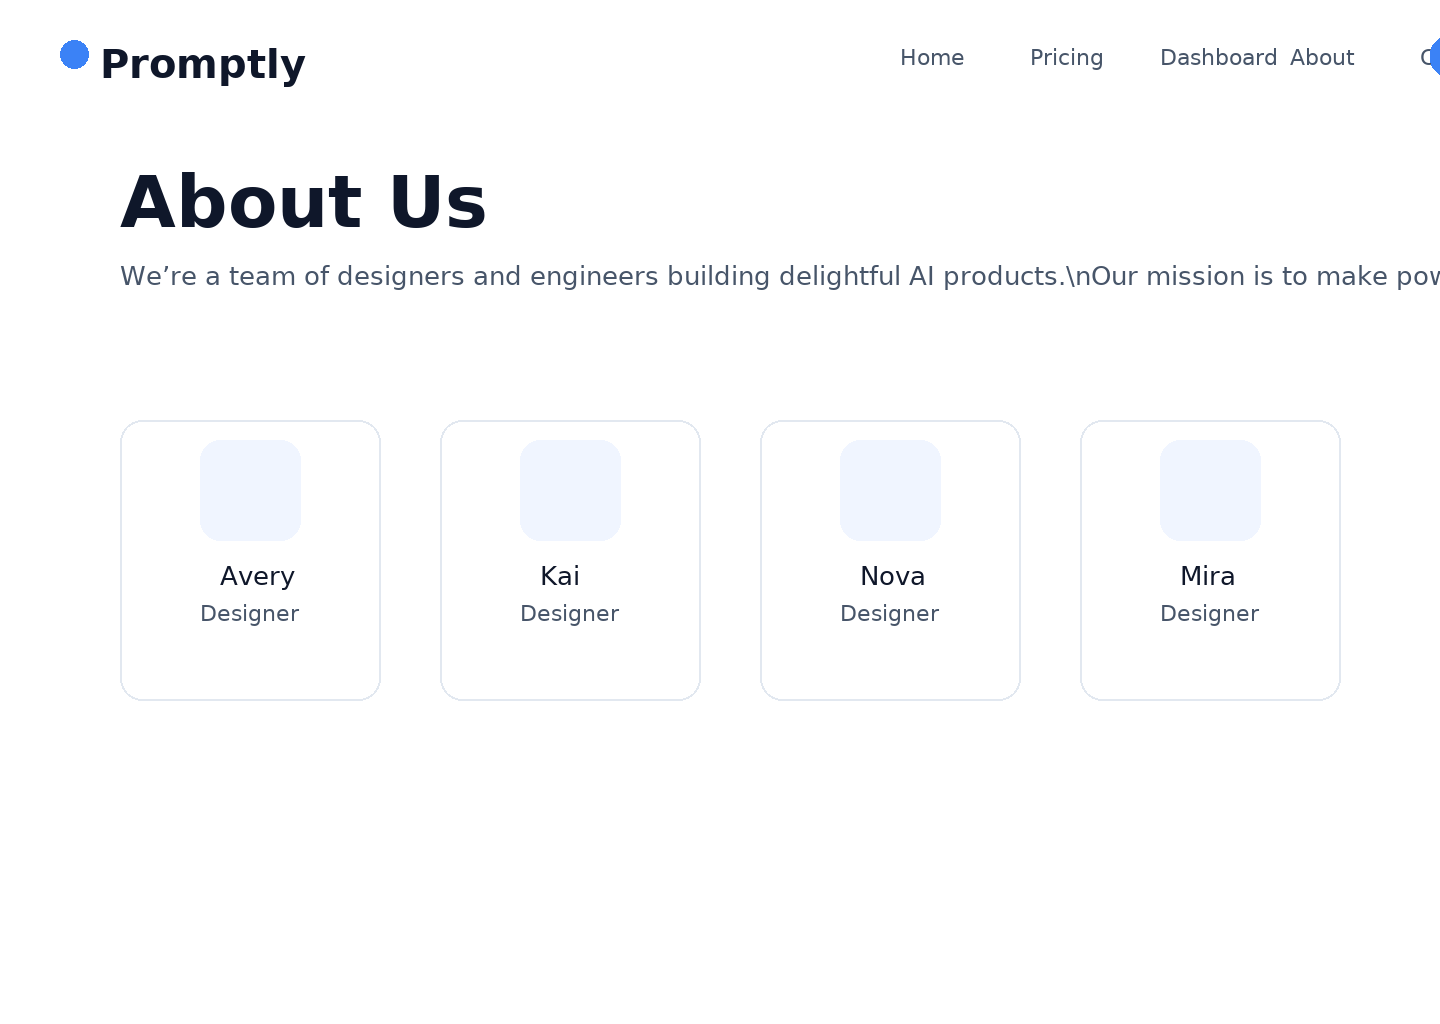 Promptly
Home Pricing Dashboard About
About Us
We’re a team of designers and engineers building delightful AI products.\nOur mission is to make
Avery Kai Nova Mira
Designer Designer Designer Designer